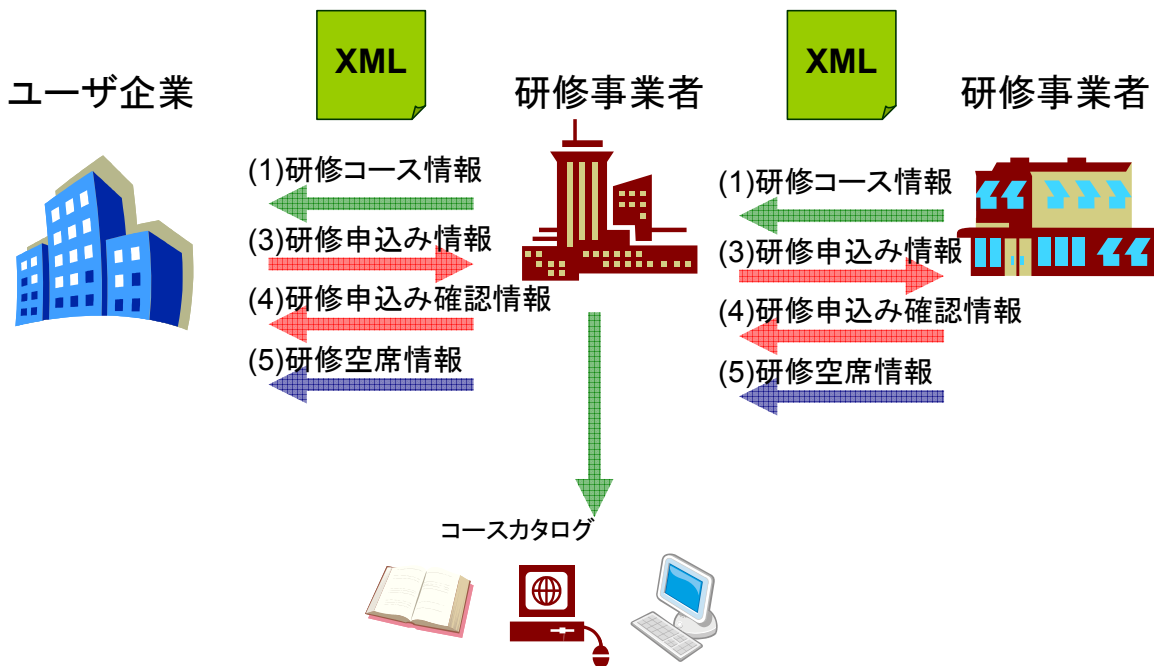 XML
XML
ユーザ企業
研修事業者
研修事業者
(1)研修コース情報
(3)研修申込み情報
(4)研修申込み確認情報
(5)研修空席情報
(1)研修コース情報
(3)研修申込み情報
(4)研修申込み確認情報
(5)研修空席情報
コースカタログ